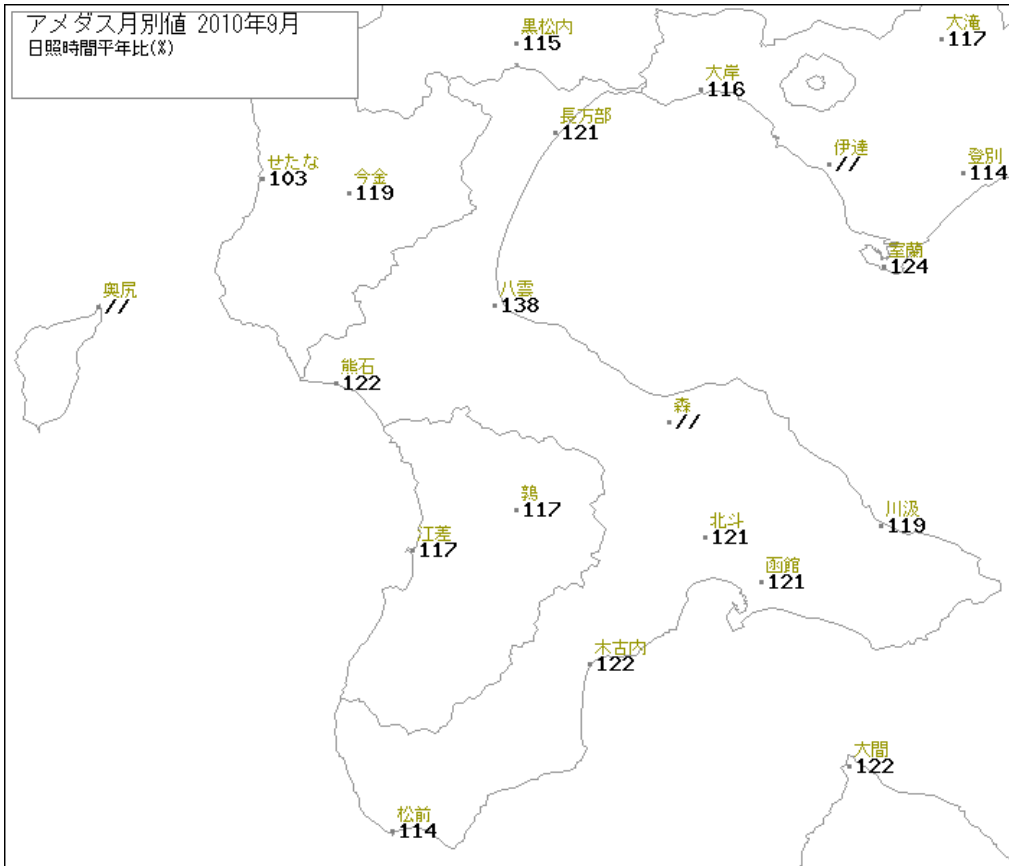 アメダス月別値 2010年9月
日照時間平年比(%)
黒松内
115
大滝
117
大岸
116
長万部
121
伊達
//
登別
114
せたな
103
今金
119
室蘭
124
奥尻
//
八雲
138
熊石
122
森
//
鶉
117
川汲
119
北斗
121
江差
117
函館
121
木古内
122
大間
122
松前
114